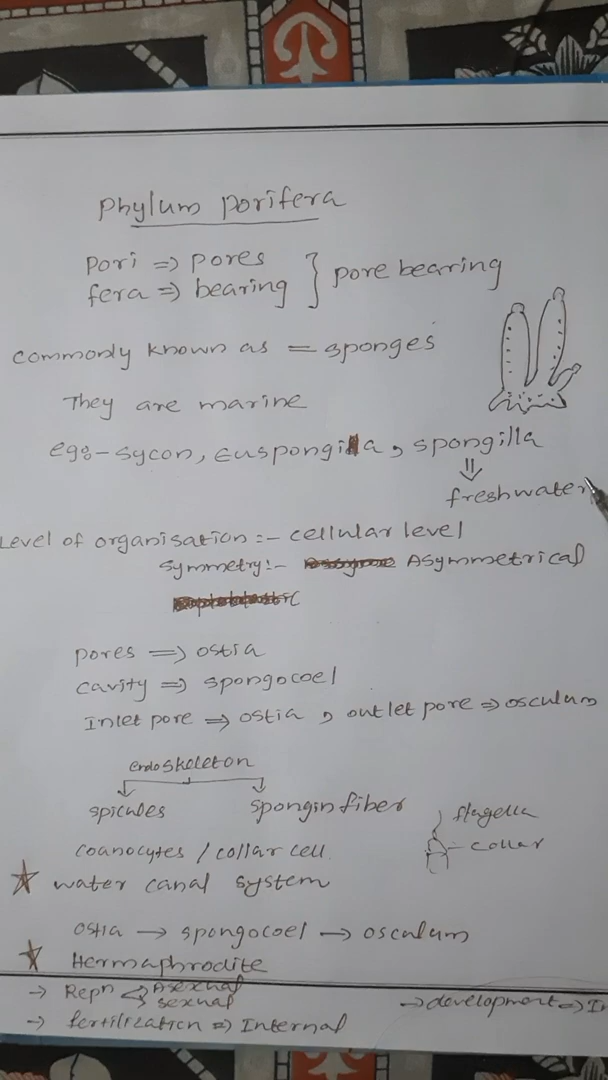 Phylum porifera
Pori => pores
fera => bearing } pore bearing
commonly known as = sponges
They are marine
eg:- sycon, Euspongia, spongilla
⇓
freshwater
Level of organisation :- cellular level
Symmetry:- Asymmetrical
pores => ostia
cavity => spongocoel
Inlet pore => ostia, outlet pore => osculum
endoskeleton
spicules sponginfiber
coanocytes / collar cell
flagella
collar
☆ water canal system
ostia → spongocoel → osculum
☆ Hermaphrodite
→ Repn Asexual
sexual
→ development =>
→ fertilization => Internal